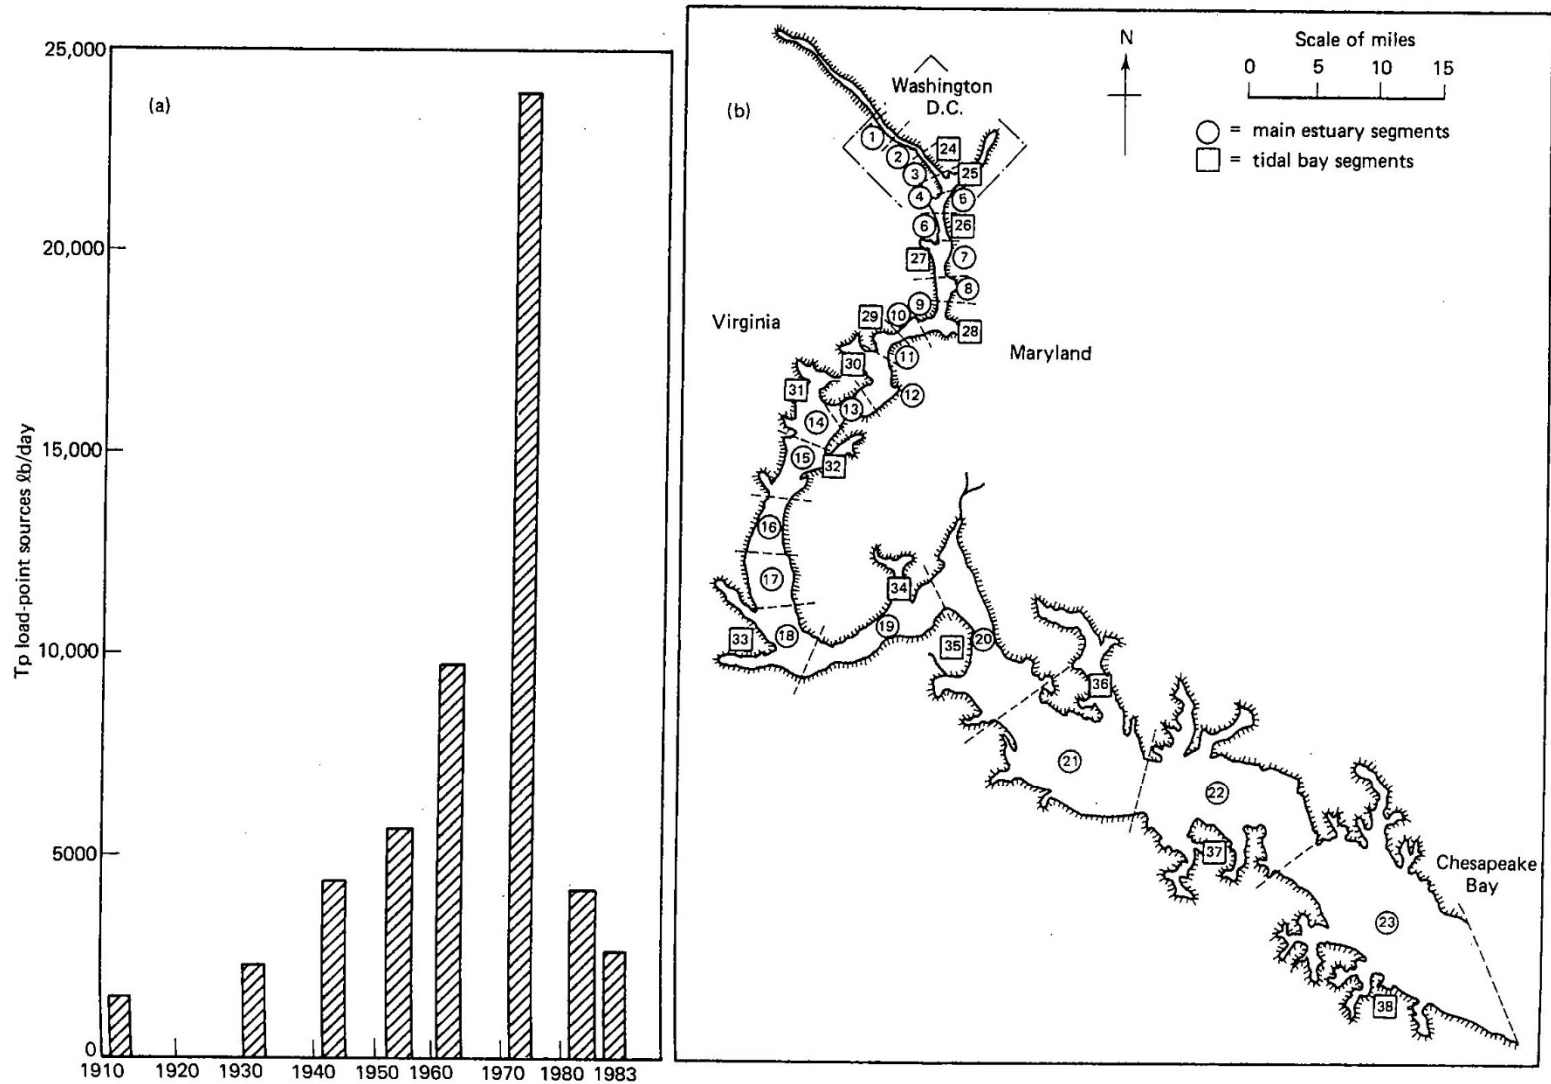 25,000
20,000
15,000
10,000
5000
0
Tp load-point sources ℓb/day
(a)
1910 1920 1930 1940 1950 1960 1970 1980 1983
(b)
N
Scale of miles
0 5 10 15
○ = main estuary segments
□ = tidal bay segments
Washington
D.C.
Virginia
Maryland
Chesapeake
Bay
1
2
24
3
25
4
5
6
26
27
7
8
9
10
29
28
11
30
12
31
13
14
15
32
16
17
34
18
19
33
35
20
36
21
22
37
23
38